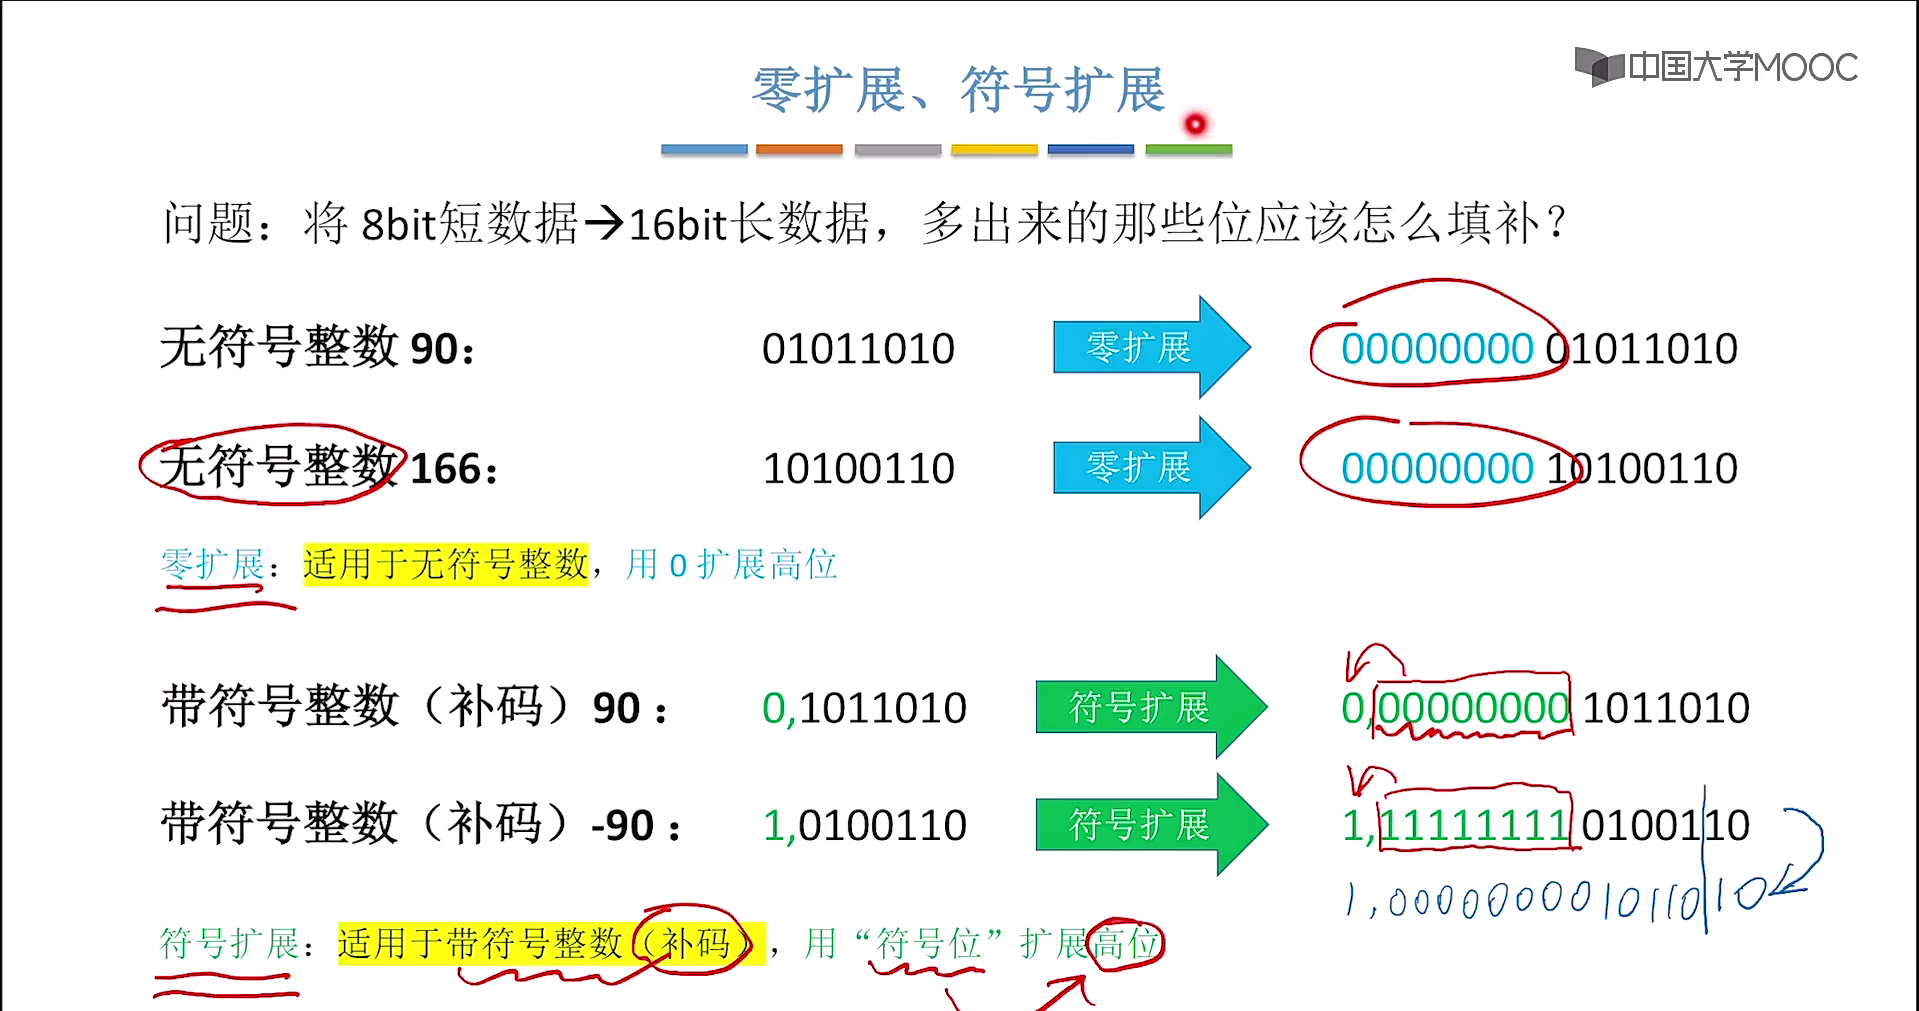 中国大学MOOC
零扩展、符号扩展
问题：将 8bit短数据→16bit长数据，多出来的那些位应该怎么填补？
无符号整数 90： 01011010 零扩展 00000000 01011010
无符号整数 166： 10100110 零扩展 00000000 10100110
零扩展：适用于无符号整数，用 0 扩展高位
带符号整数（补码）90 ： 0,1011010 符号扩展 0,00000000 1011010
带符号整数（补码）-90 ： 1,0100110 符号扩展 1,11111111 0100110
1,000000001011010
符号扩展：适用于带符号整数（补码），用“符号位”扩展高位